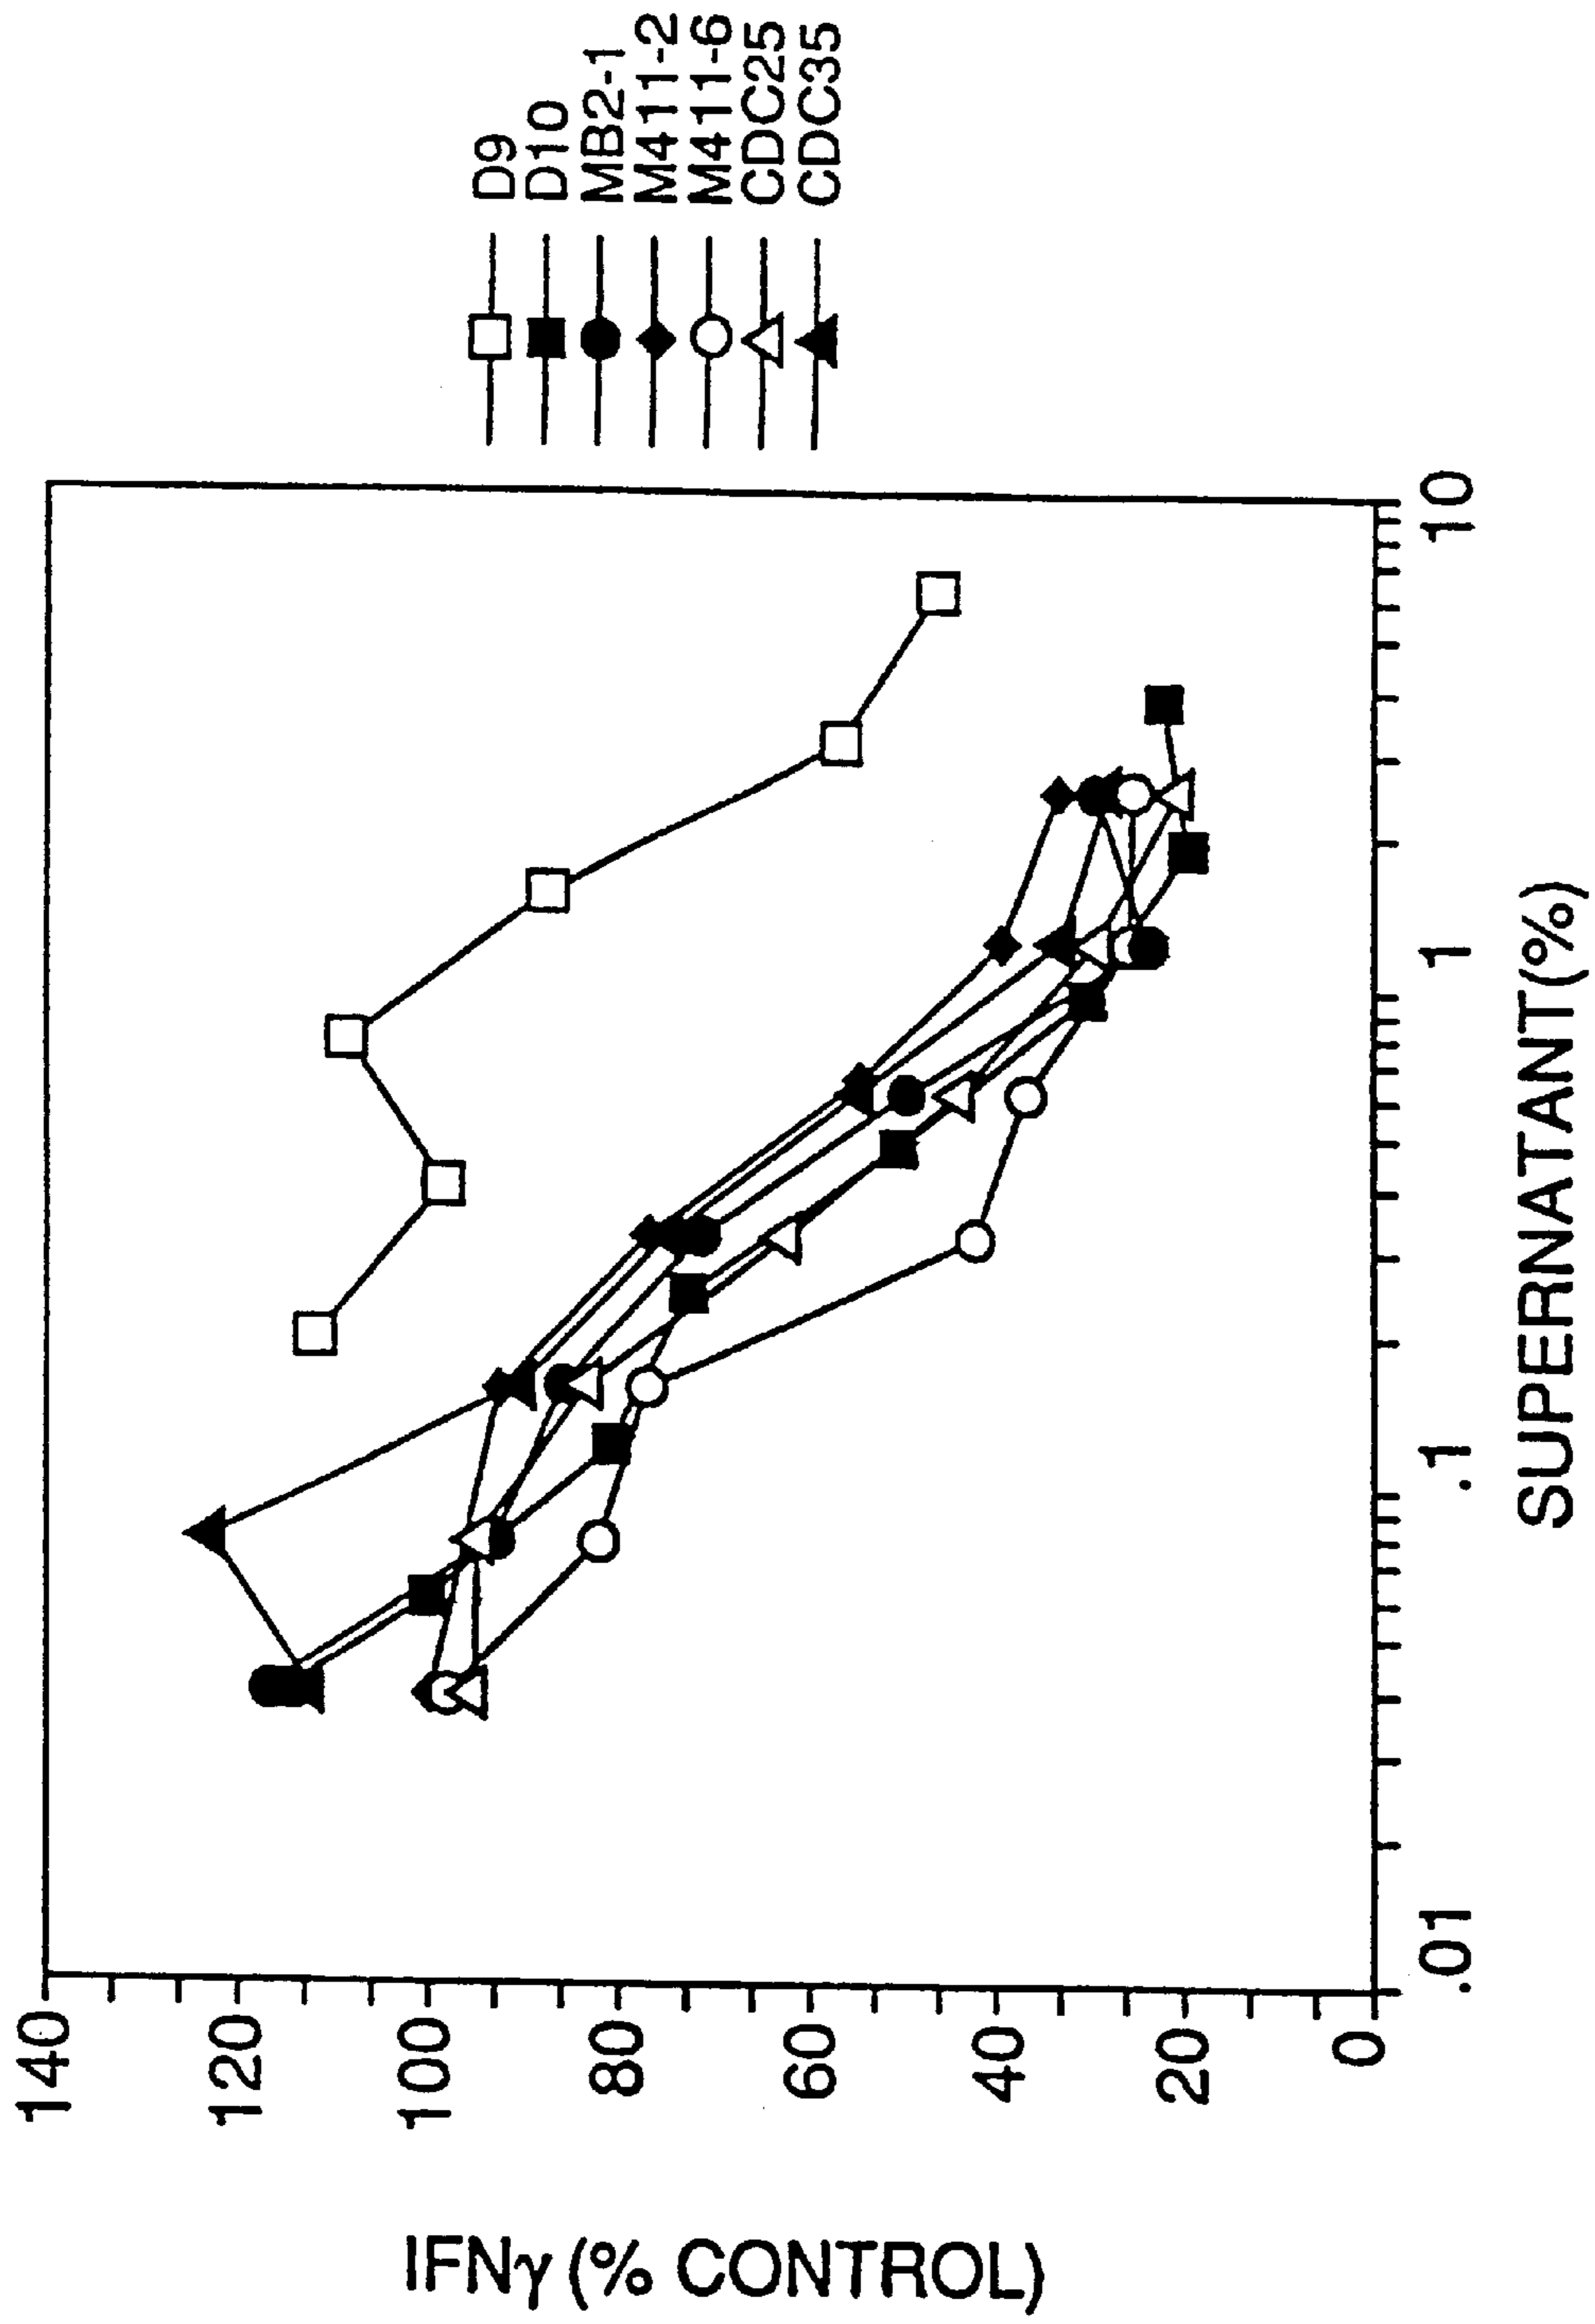 IFNγ (% CONTROL)
140
120
100
80
60
40
20
0
.01
.1
1
10
SUPERNATANT(%)
D9
D10
MB2-1
M411-2
M411-6
CDC25
CDC35